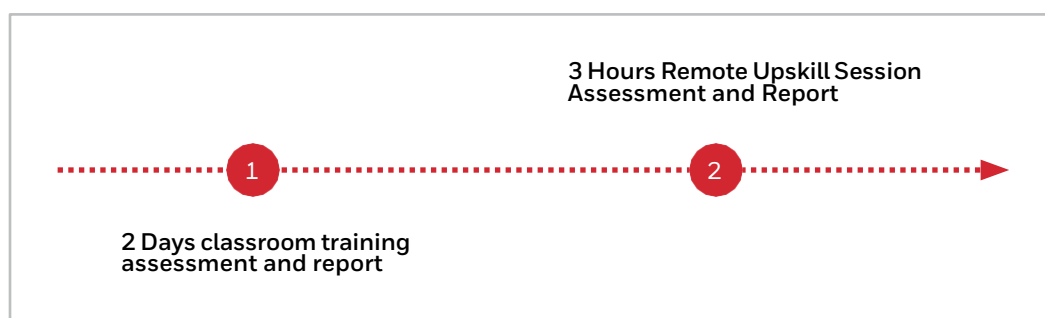 3 Hours Remote Upskill Session
Assessment and Report
1
2
2 Days classroom training
assessment and report